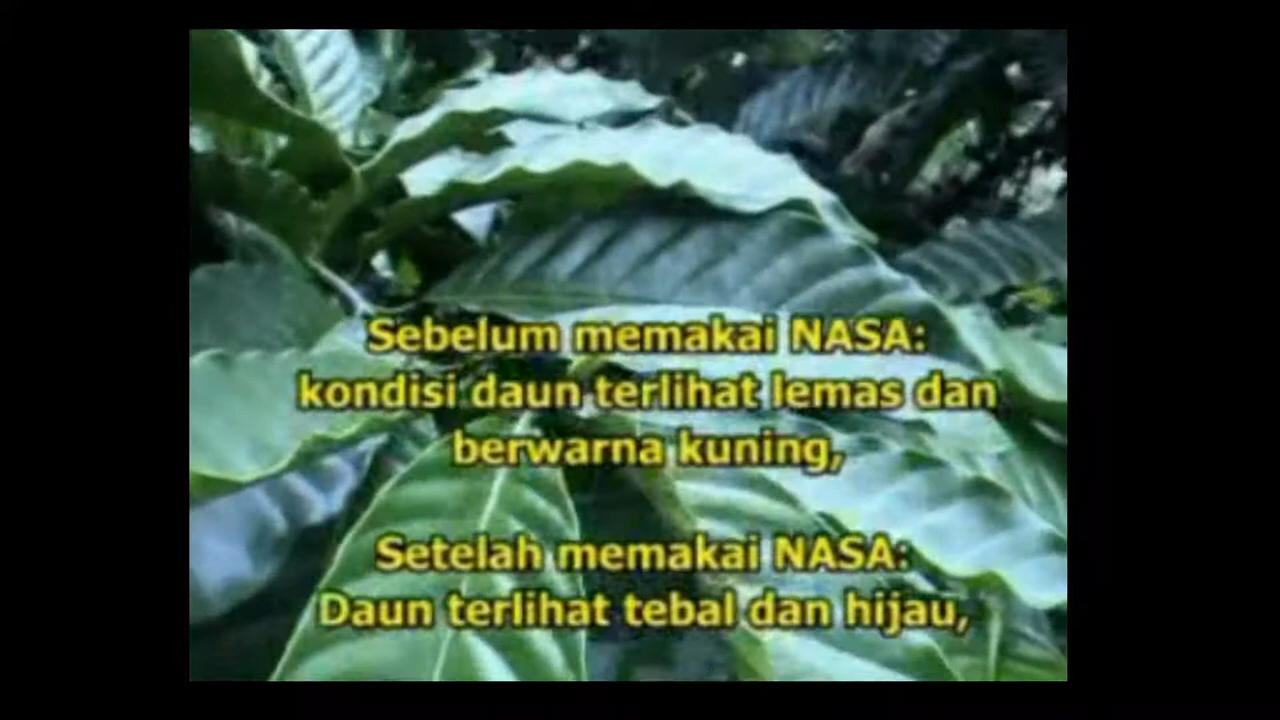 Sebelum memakai NASA:
kondisi daun terlihat lemas dan
berwarna kuning,
Setelah memakai NASA:
Daun terlihat tebal dan hijau,